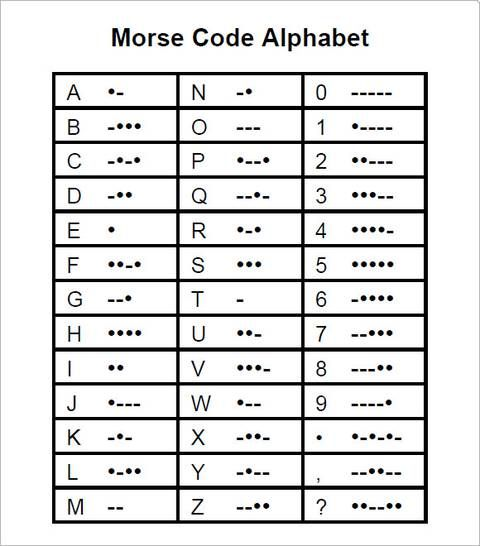 Morse Code Alphabet
A •- N -• 0 -----
B -••• O --- 1 •----
C -•-• P •--• 2 ••---
D -•• Q --•- 3 •••--
E • R •-• 4 ••••-
F ••-• S ••• 5 •••••
G --• T - 6 -••••
H •••• U ••- 7 --•••
I •• V •••- 8 ---••
J •--- W •-- 9 ----•
K -•- X -••- • •-•-•-
L •-•• Y -•-- , --••--
M -- Z --•• ? ••--••